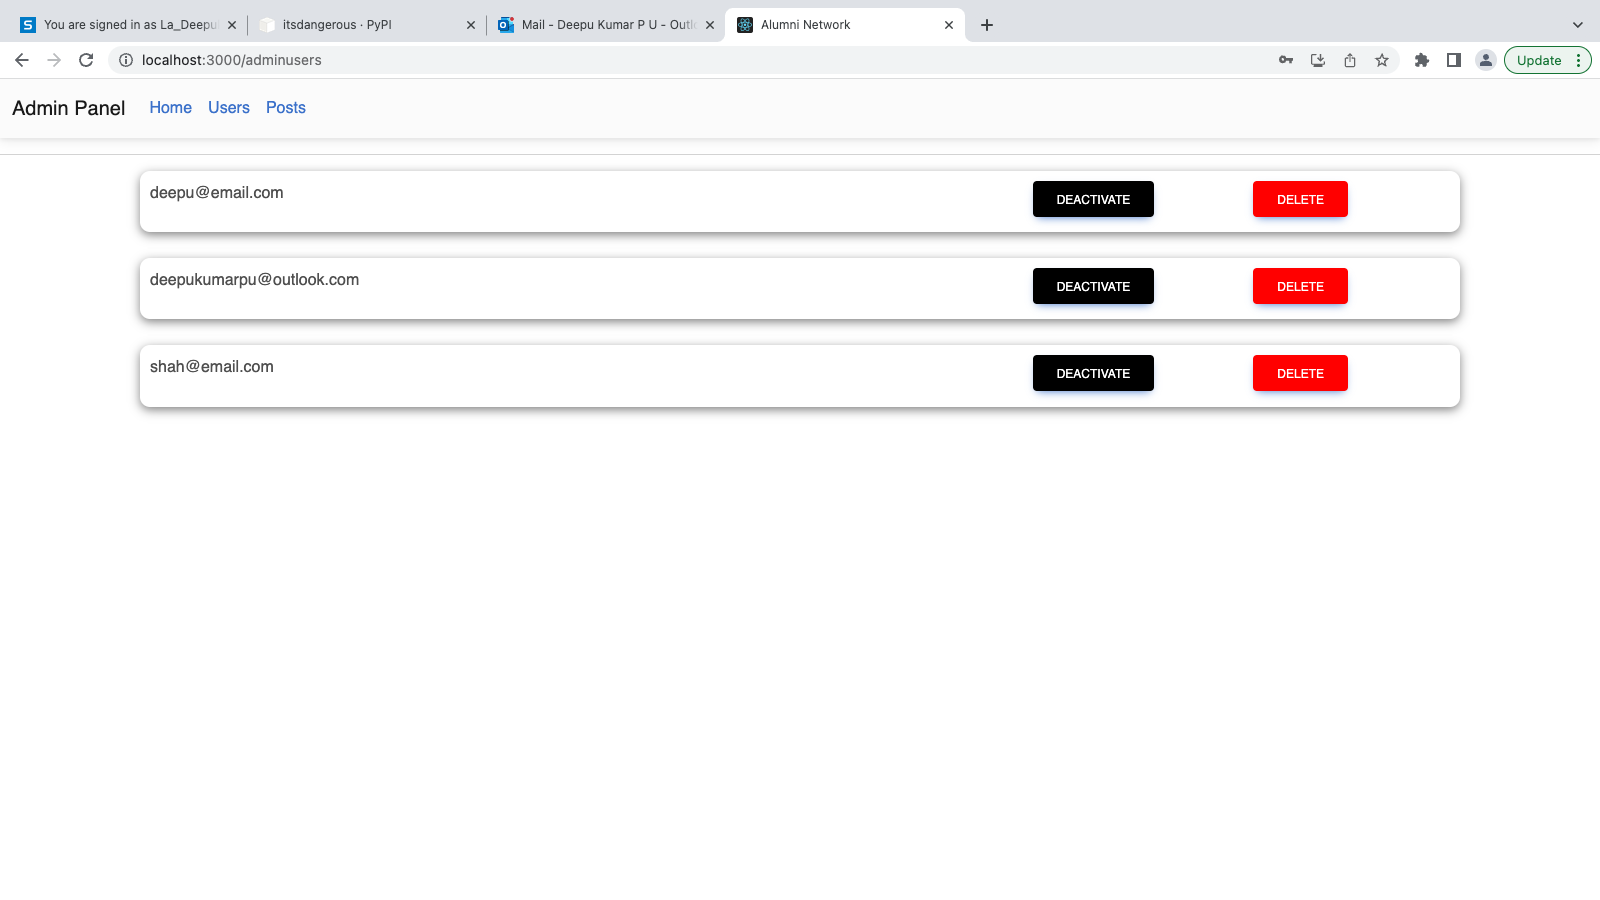 You are signed in as La_Deepu
itsdangerous · PyPI
Mail - Deepu Kumar P U - Outl
Alumni Network
localhost:3000/adminusers
Update
Admin Panel Home Users Posts
deepu@email.com DEACTIVATE DELETE
deepukumarpu@outlook.com DEACTIVATE DELETE
shah@email.com DEACTIVATE DELETE